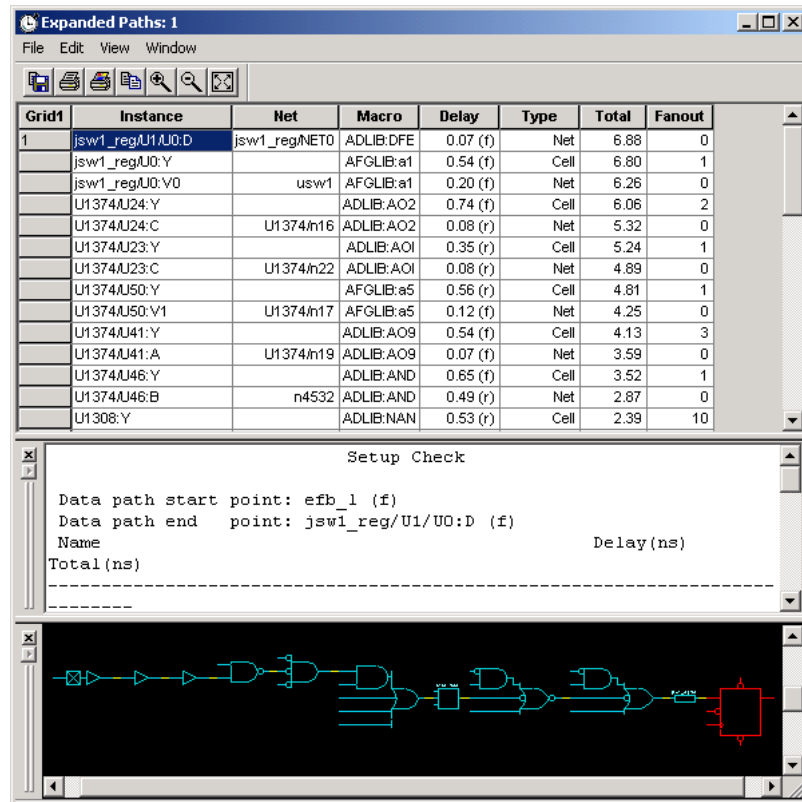 Expanded Paths: 1
File Edit View Window
Grid1 Instance Net Macro Delay Type Total Fanout
1 jsw1_reg/U1/U0:D jsw1_reg/NET0 ADLIB:DFE 0.07 (f) Net 6.88 0
jsw1_reg/U0:Y AFGLIB:a1 0.54 (f) Cell 6.80 1
jsw1_reg/U0:V0 usw1 AFGLIB:a1 0.20 (f) Net 6.26 0
U1374/U24:Y ADLIB:AO2 0.74 (f) Cell 6.06 2
U1374/U24:C U1374/n16 ADLIB:AO2 0.08 (r) Net 5.32 0
U1374/U23:Y ADLIB:AOI 0.35 (r) Cell 5.24 1
U1374/U23:C U1374/n22 ADLIB:AOI 0.08 (r) Net 4.89 0
U1374/U50:Y AFGLIB:a5 0.56 (r) Cell 4.81 1
U1374/U50:V1 U1374/n17 AFGLIB:a5 0.12 (f) Net 4.25 0
U1374/U41:Y ADLIB:AO9 0.54 (f) Cell 4.13 3
U1374/U41:A U1374/n19 ADLIB:AO9 0.07 (f) Net 3.59 0
U1374/U46:Y ADLIB:AND 0.65 (f) Cell 3.52 1
U1374/U46:B n4532 ADLIB:AND 0.49 (r) Net 2.87 0
U1308:Y ADLIB:NAN 0.53 (r) Cell 2.39 10
Setup Check
Data path start point: efb_l (f)
Data path end point: jsw1_reg/U1/U0:D (f)
Name Delay(ns)
Total(ns)
--------------------------------------------------------------------
--------